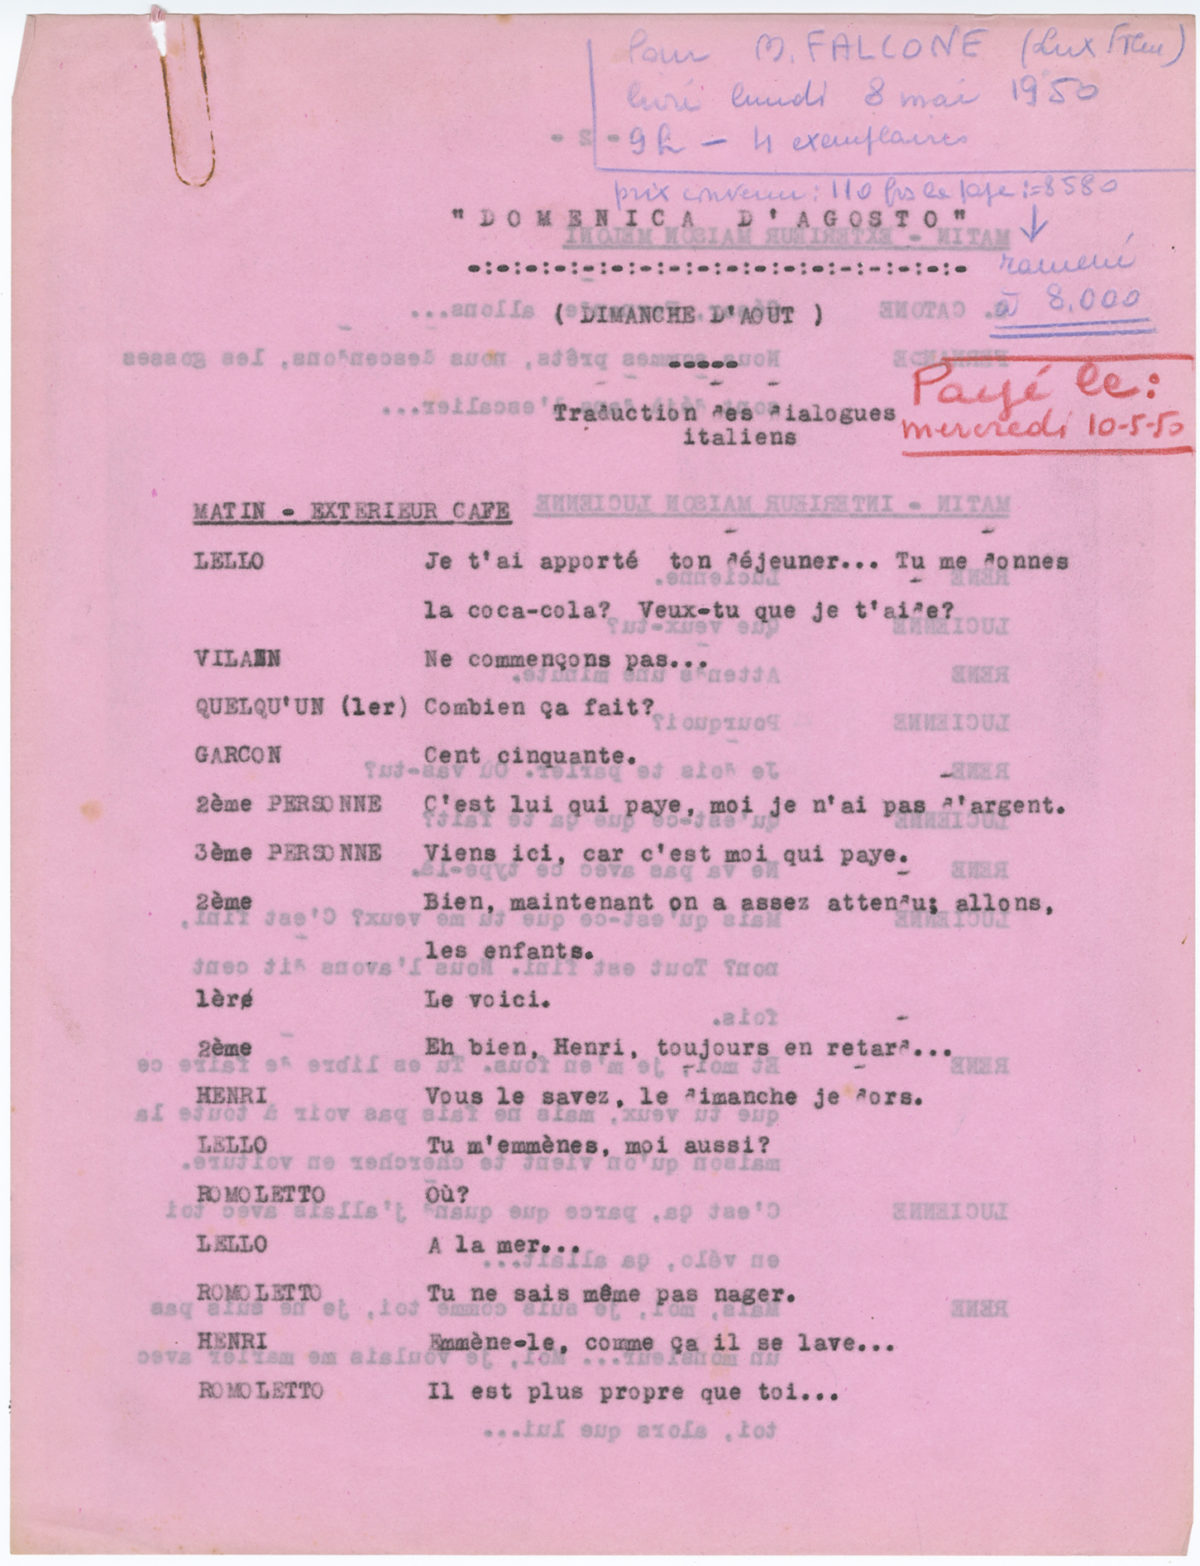 Pour M. FALCONE (Lux Film)
livré lundi 8 mai 1950
9h - 4 exemplaires
prix convenu: 110 frs la page := 8580
ramené
à 8.000
Payé le:
mercredi 10-5-50
"DOMENICA D'AGOSTO"
-:-:-:-:-:-:-:-:-:-:-:-:-:-:-:-:-:-
( DIMANCHE D'AOUT )
-----
Traduction des dialogues
italiens
MATIN - EXTERIEUR CAFE
LELLO Je t'ai apporté ton déjeuner... Tu me donnes
la coca-cola? Veux-tu que je t'aide?
VILAIN Ne commençons pas...
QUELQU'UN (1er) Combien ça fait?
GARCON Cent cinquante.
2ème PERSONNE C'est lui qui paye, moi je n'ai pas d'argent.
3ème PERSONNE Viens ici, car c'est moi qui paye.
2ème Bien, maintenant on a assez attendu; allons,
les enfants.
1èré Le voici.
2ème Eh bien, Henri, toujours en retard...
HENRI Vous le savez, le dimanche je dors.
LELLO Tu m'emmènes, moi aussi?
ROMOLETTO Où?
LELLO A la mer...
ROMOLETTO Tu ne sais même pas nager.
HENRI Emmène-le, comme ça il se lave...
ROMOLETTO Il est plus propre que toi...